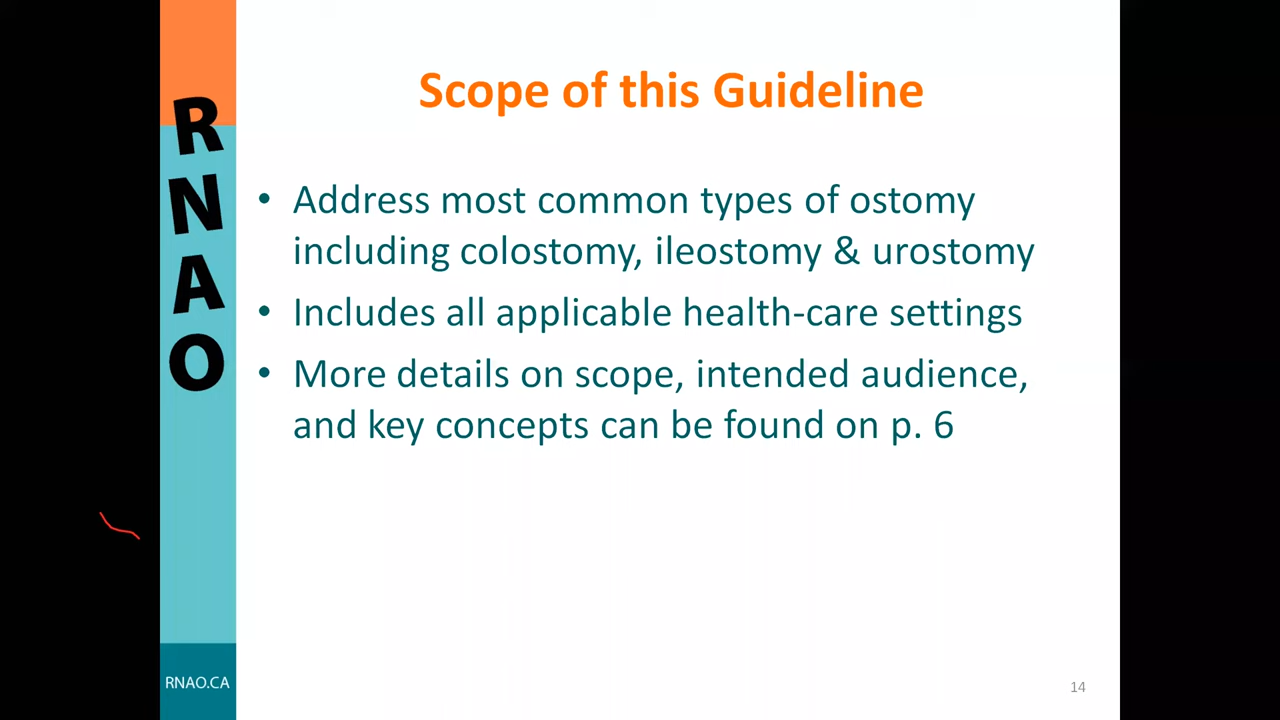 Scope of this Guideline
R
N
A
O
• Address most common types of ostomy
including colostomy, ileostomy & urostomy
• Includes all applicable health-care settings
• More details on scope, intended audience,
and key concepts can be found on p. 6
RNAO.CA
14